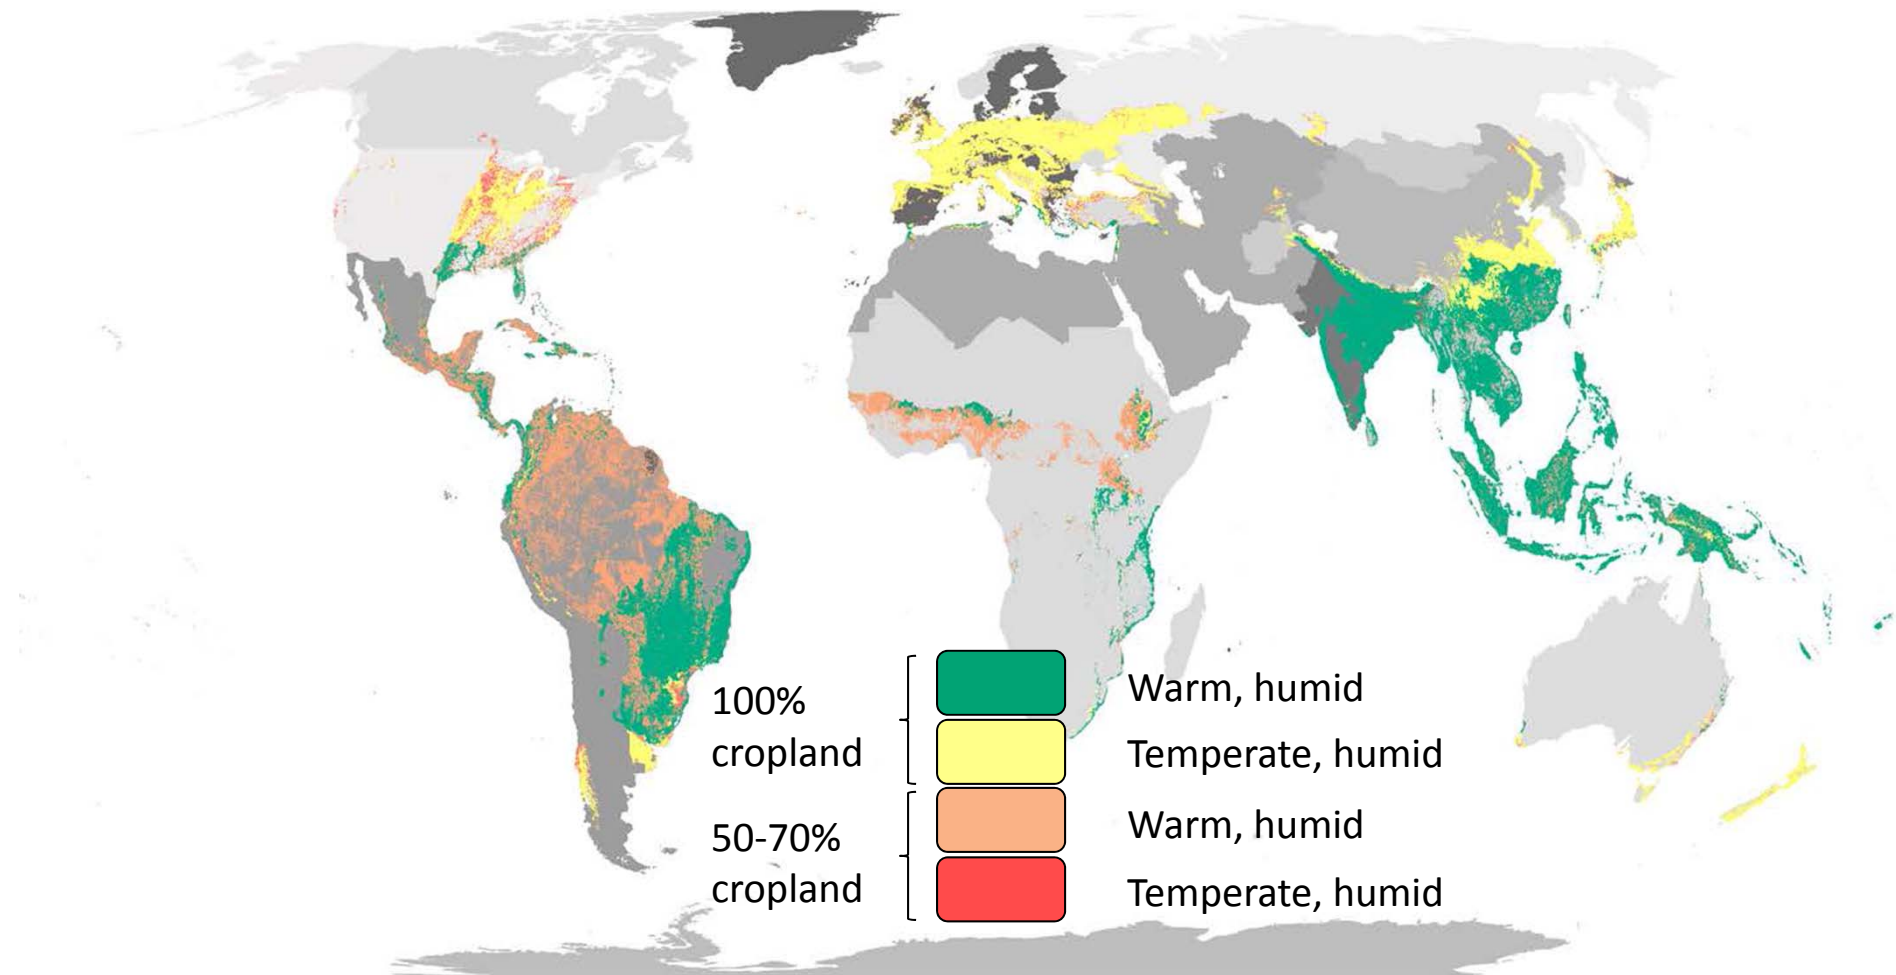 100%
cropland
Warm, humid
Temperate, humid
50-70%
cropland
Warm, humid
Temperate, humid